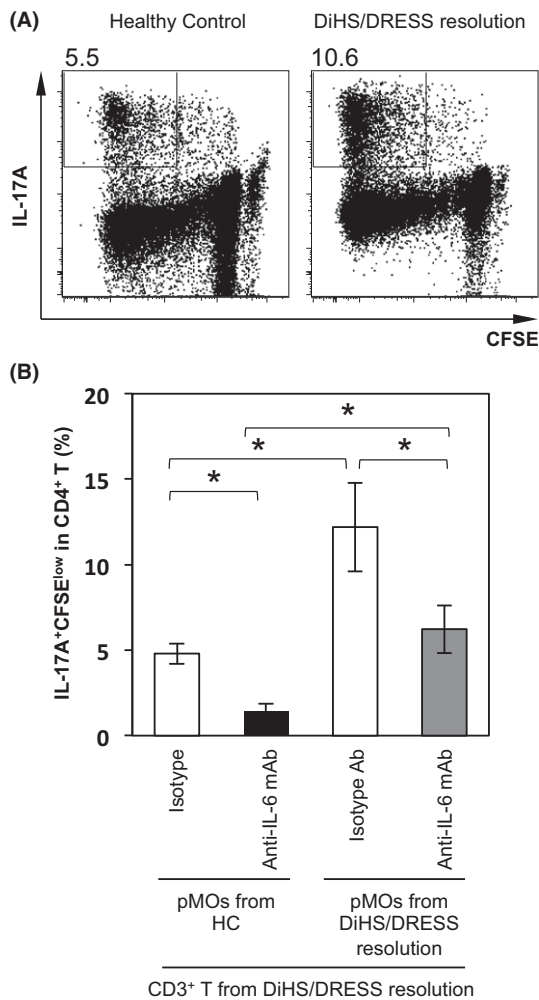 (A)
Healthy Control
DiHS/DRESS resolution
5.5
10.6
IL-17A
CFSE
(B)
IL-17A⁺CFSEˡᵒʷ in CD4⁺ T (%)
20
15
10
5
0
*
*
*
*
Isotype
Anti-IL-6 mAb
Isotype Ab
Anti-IL-6 mAb
pMOs from
HC
pMOs from
DiHS/DRESS
resolution
CD3⁺ T from DiHS/DRESS resolution